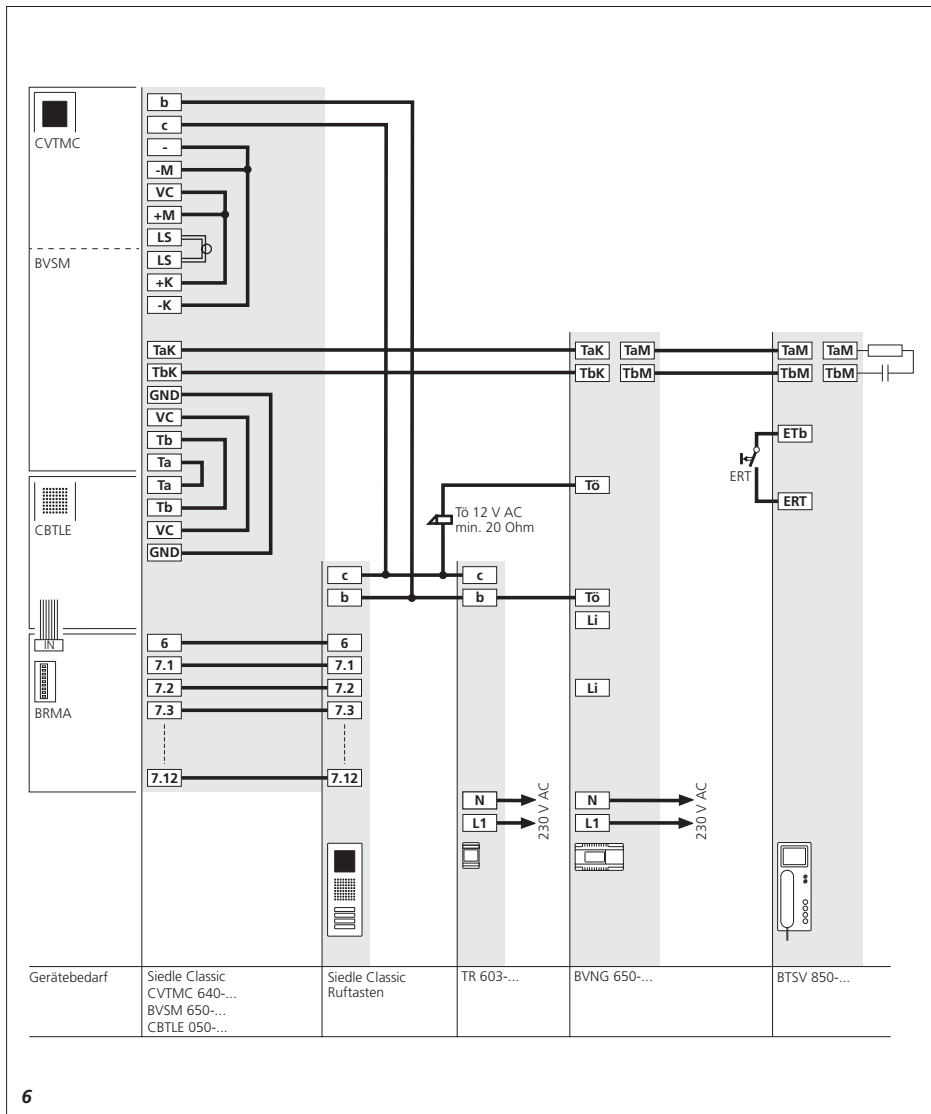 b
c
-
-M
VC
+M
LS
LS
+K
-K
TaK
TbK
GND
VC
Tb
Ta
Ta
Tb
VC
GND
6
7.1
7.2
7.3
7.12
CVTMC
BVSM
CBTLE
IN
BRMA
c
b
6
7.1
7.2
7.3
7.12
Tö 12 V AC
min. 20 Ohm
c
b
N
L1
230 V AC
TaK TaM
TbK TbM
Tö
Tö
Li
Li
N
L1
230 V AC
TaM TaM
TbM TbM
ETb
ERT
ERT
Gerätebedarf
Siedle Classic
CVTMC 640-...
BVSM 650-...
CBTLE 050-...
Siedle Classic
Ruftasten
TR 603-...
BVNG 650-...
BTSV 850-...
6